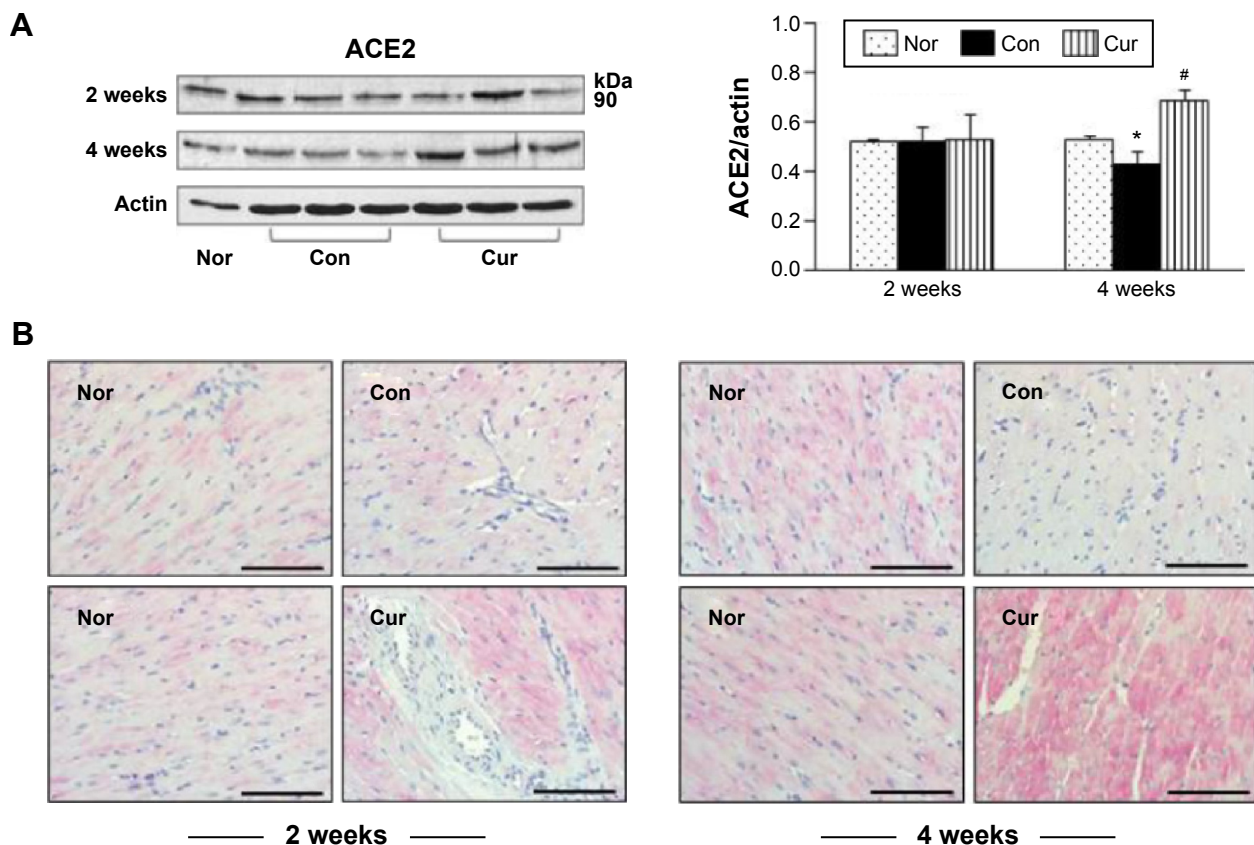 A
ACE2
2 weeks
kDa
90
4 weeks
Actin
Nor
Con
Cur
ACE2/actin
1.0
0.8
0.6
0.4
0.2
0.0
Nor
Con
Cur
*
#
2 weeks
4 weeks
B
Nor
Con
Nor
Con
Nor
Cur
Nor
Cur
2 weeks
4 weeks